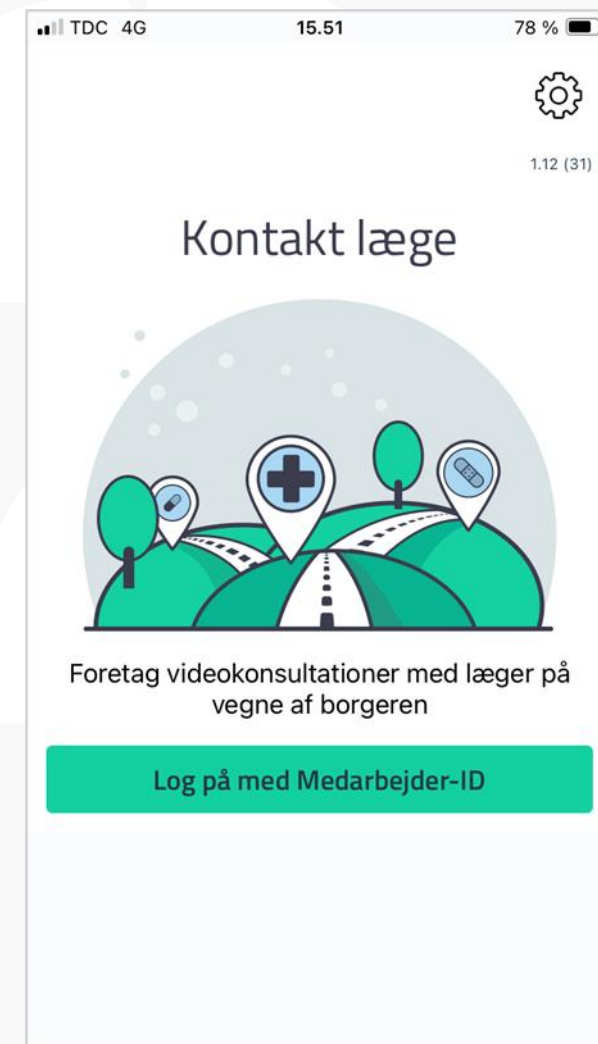 TDC 4G 15.51 78 %
1.12 (31)
Kontakt læge
Foretag videokonsultationer med læger på
vegne af borgeren
Log på med Medarbejder-ID